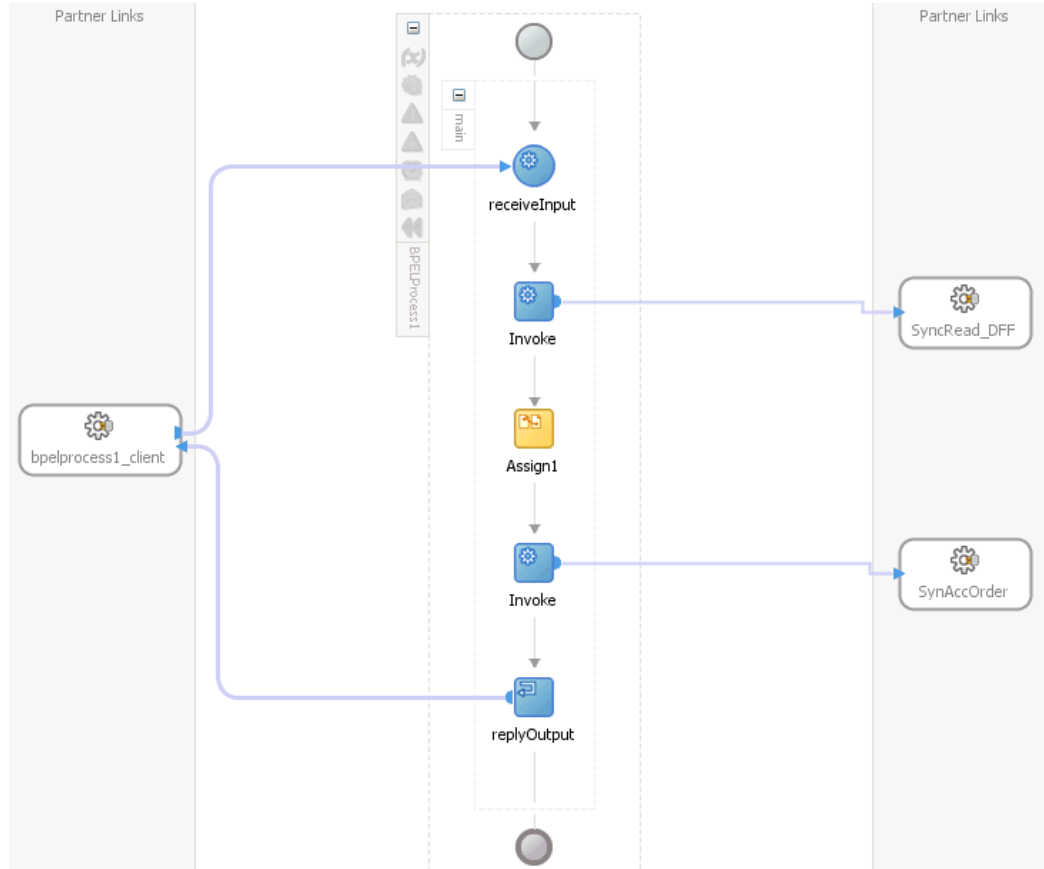 Partner Links
Partner Links
main
receiveInput
BPELProcess1
Invoke
SyncRead_DFF
Assign1
bpelprocess1_client
Invoke
SynAccOrder
replyOutput